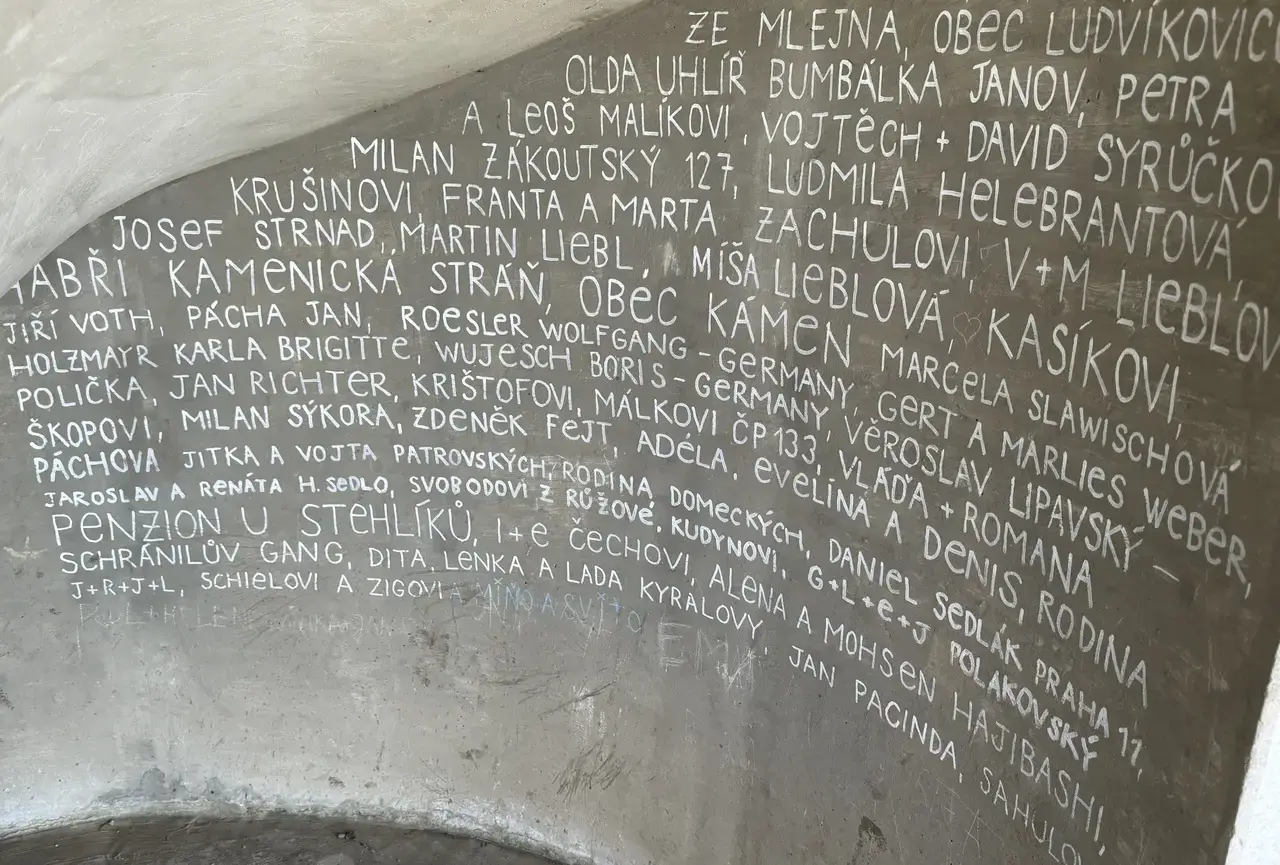 ZE MLEJNA, OBEC LUDVÍKOVIC
OLDA UHLÍŘ BUMBÁLKA JANOV, PETRA
A LEOŠ MALÍKOVI, VOJTĚCH + DAVID SYRŮČKO
MILAN ZÁKOUTSKÝ 127, LUDMILA HELEBRANTOVÁ,
KRUŠINOVI, FRANTA A MARTA ZACHULOVI, V+M LIEBLOV
JOSEF STRNAD, MARTIN LIEBL, MÍŠA LIEBLOVÁ ♡ KASÍKOVI,
TÁBŘI KAMENICKÁ STRÁŇ, OBEC KÁMEN MARCELA SLAWISCHOVÁ
JIŘÍ VOTH, PÁCHA JAN, ROESLER WOLFGANG - GERMANY, GERT A MARLIES WEBER,
HOLZMAYR KARLA BRIGITTE, WUJESCH BORIS - GERMANY, VĚROSLAV LIPAVSKÝ -
POLIČKA, JAN RICHTER, KRIŠTOFOVI, MÁLKOVI ČP 133, VLÁĎA + ROMANA
ŠKOPOVI, MILAN SÝKORA, ZDENĚK FEJT, ADÉLA, EVELÍNA A DENIS, RODINA
PÁCHOVA JITKA A VOJTA PATROVSKÝCH, RODINA DOMECKÝCH, DANIEL SEDLÁK PRAHA 11,
JAROSLAV A RENÁTA H. SEDLO, SVOBODOVI Z RŮŽOVÉ, KUDYNOVI, G+L+E+J POLAKOVSKÝ
PENZION U STEHLÍKŮ, I+E ČECHOVI, ALENA A MOHSEN HAJIBASHI,
SCHRÁNILŮV GANG, DITA, LENKA A LADA KYRALOVY, JAN PACINDA, SAHULO
J+R+J+L, SCHIELOVI A ZIGOVI